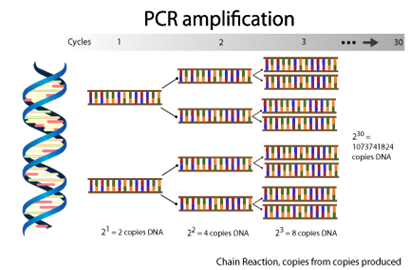 PCR amplification
Cycles 1 2 3 30
2^30 =
1073741824
copies DNA
2^1 = 2 copies DNA 2^2 = 4 copies DNA 2^3 = 8 copies DNA
Chain Reaction, copies from copies produced